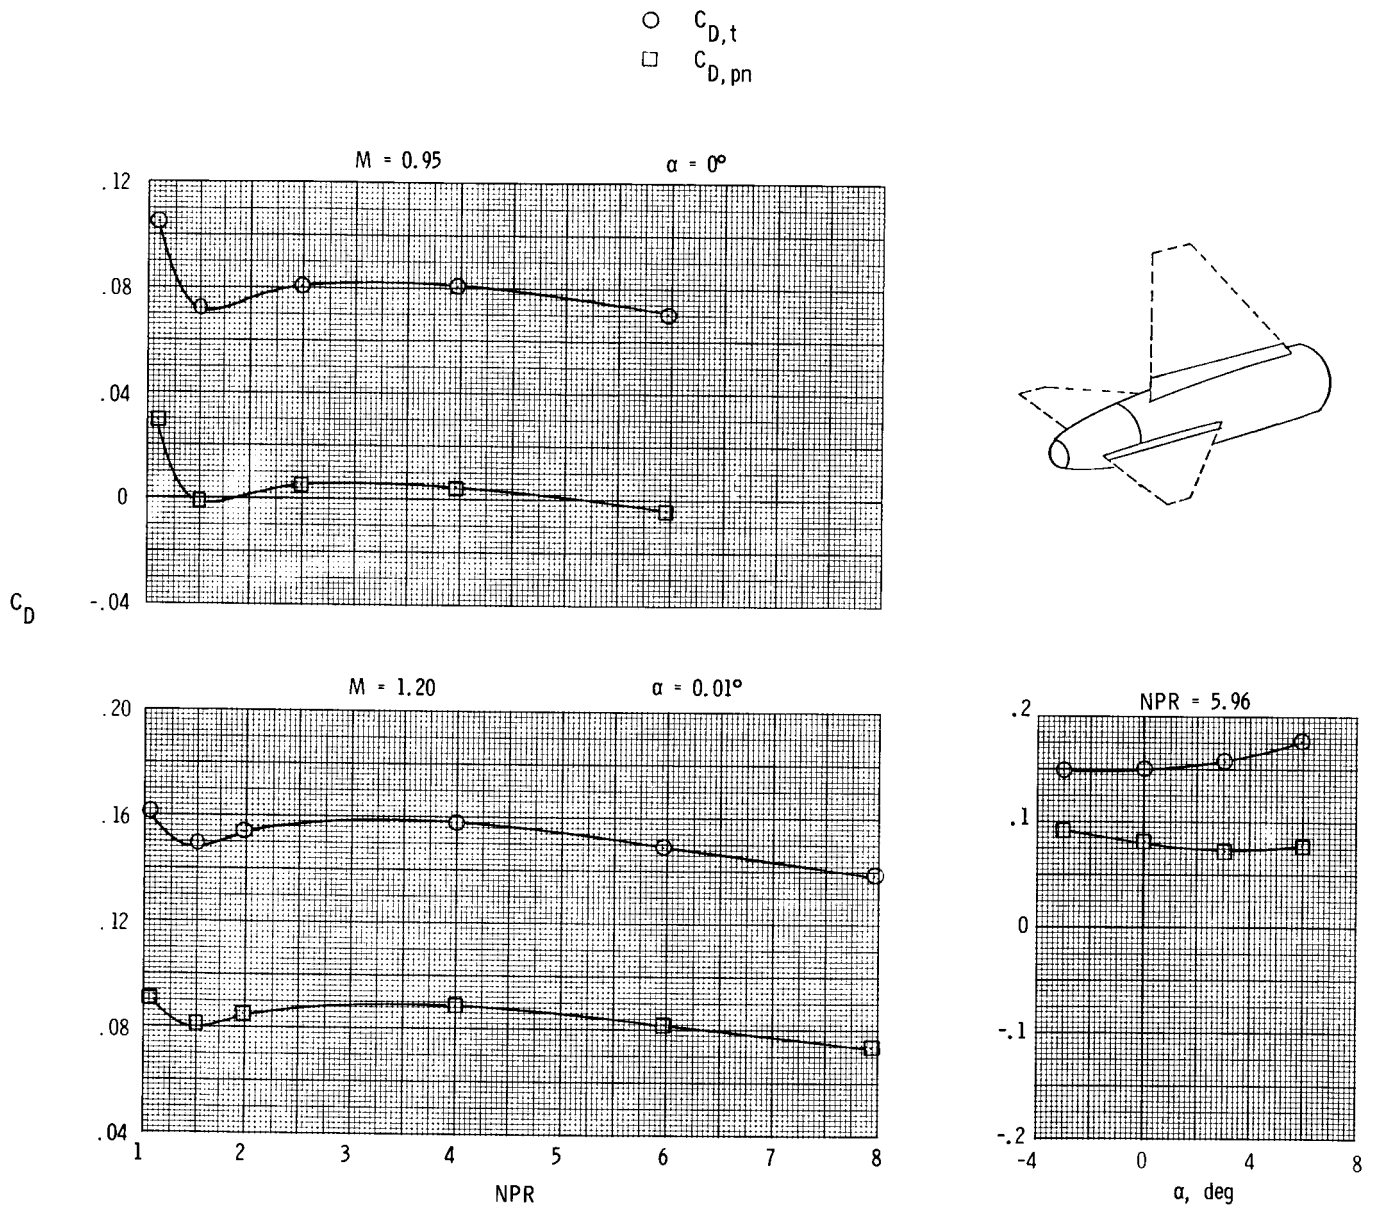 C_D,t
C_D,pn
M = 0.95 α = 0°
.12
.08
.04
0
-.04
C_D
M = 1.20 α = 0.01°
.20
.16
.12
.08
.04
1 2 3 4 5 6 7 8
NPR
NPR = 5.96
.2
.1
0
-.1
-.2
-4 0 4 8
α, deg